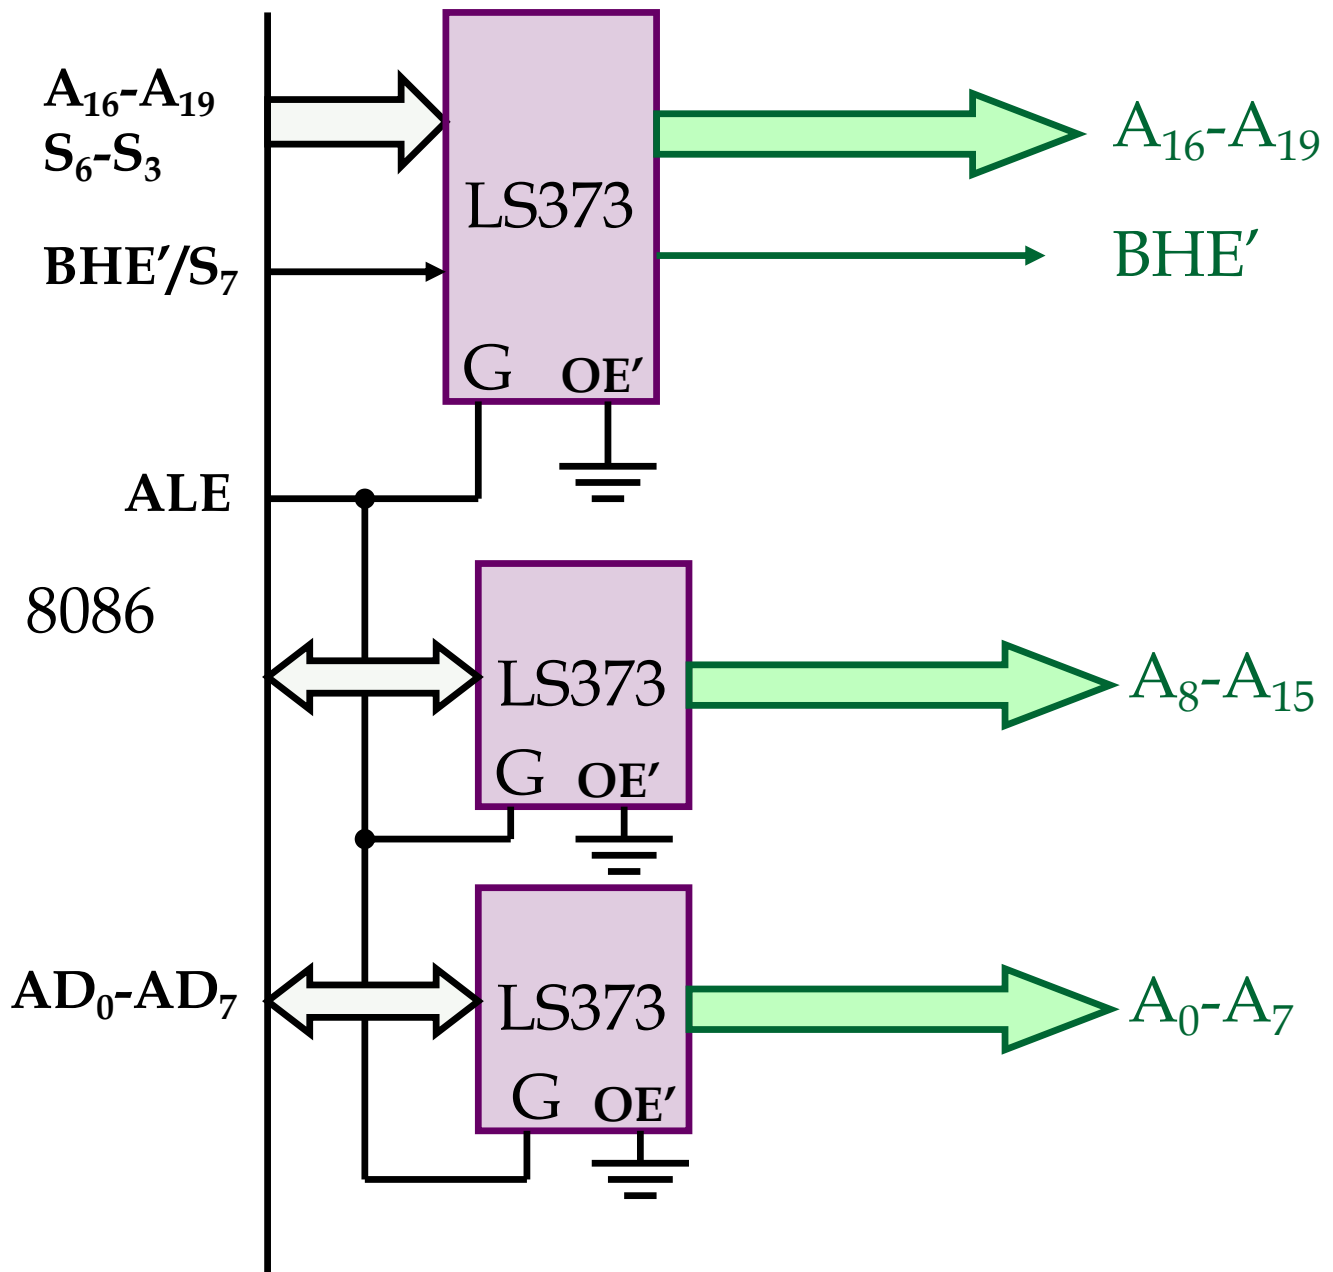 A₁₆-A₁₉
S₆-S₃
BHE'/S₇
LS373
G OE'
A₁₆-A₁₉
BHE'
ALE
8086
LS373
G OE'
A₈-A₁₅
AD₀-AD₇
LS373
G OE'
A₀-A₇